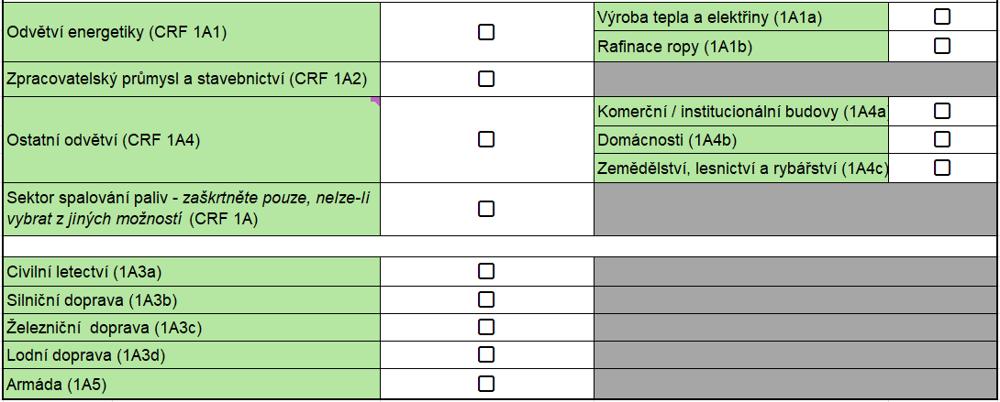 Odvětví energetiky (CRF 1A1)
Výroba tepla a elektřiny (1A1a)
Rafinace ropy (1A1b)
Zpracovatelský průmysl a stavebnictví (CRF 1A2)
Ostatní odvětví (CRF 1A4)
Komerční / institucionální budovy (1A4a
Domácnosti (1A4b)
Zemědělství, lesnictví a rybářství (1A4c)
Sektor spalování paliv - zaškrtněte pouze, nelze-li
vybrat z jiných možností (CRF 1A)
Civilní letectví (1A3a)
Silniční doprava (1A3b)
Železniční  doprava (1A3c)
Lodní doprava (1A3d)
Armáda (1A5)